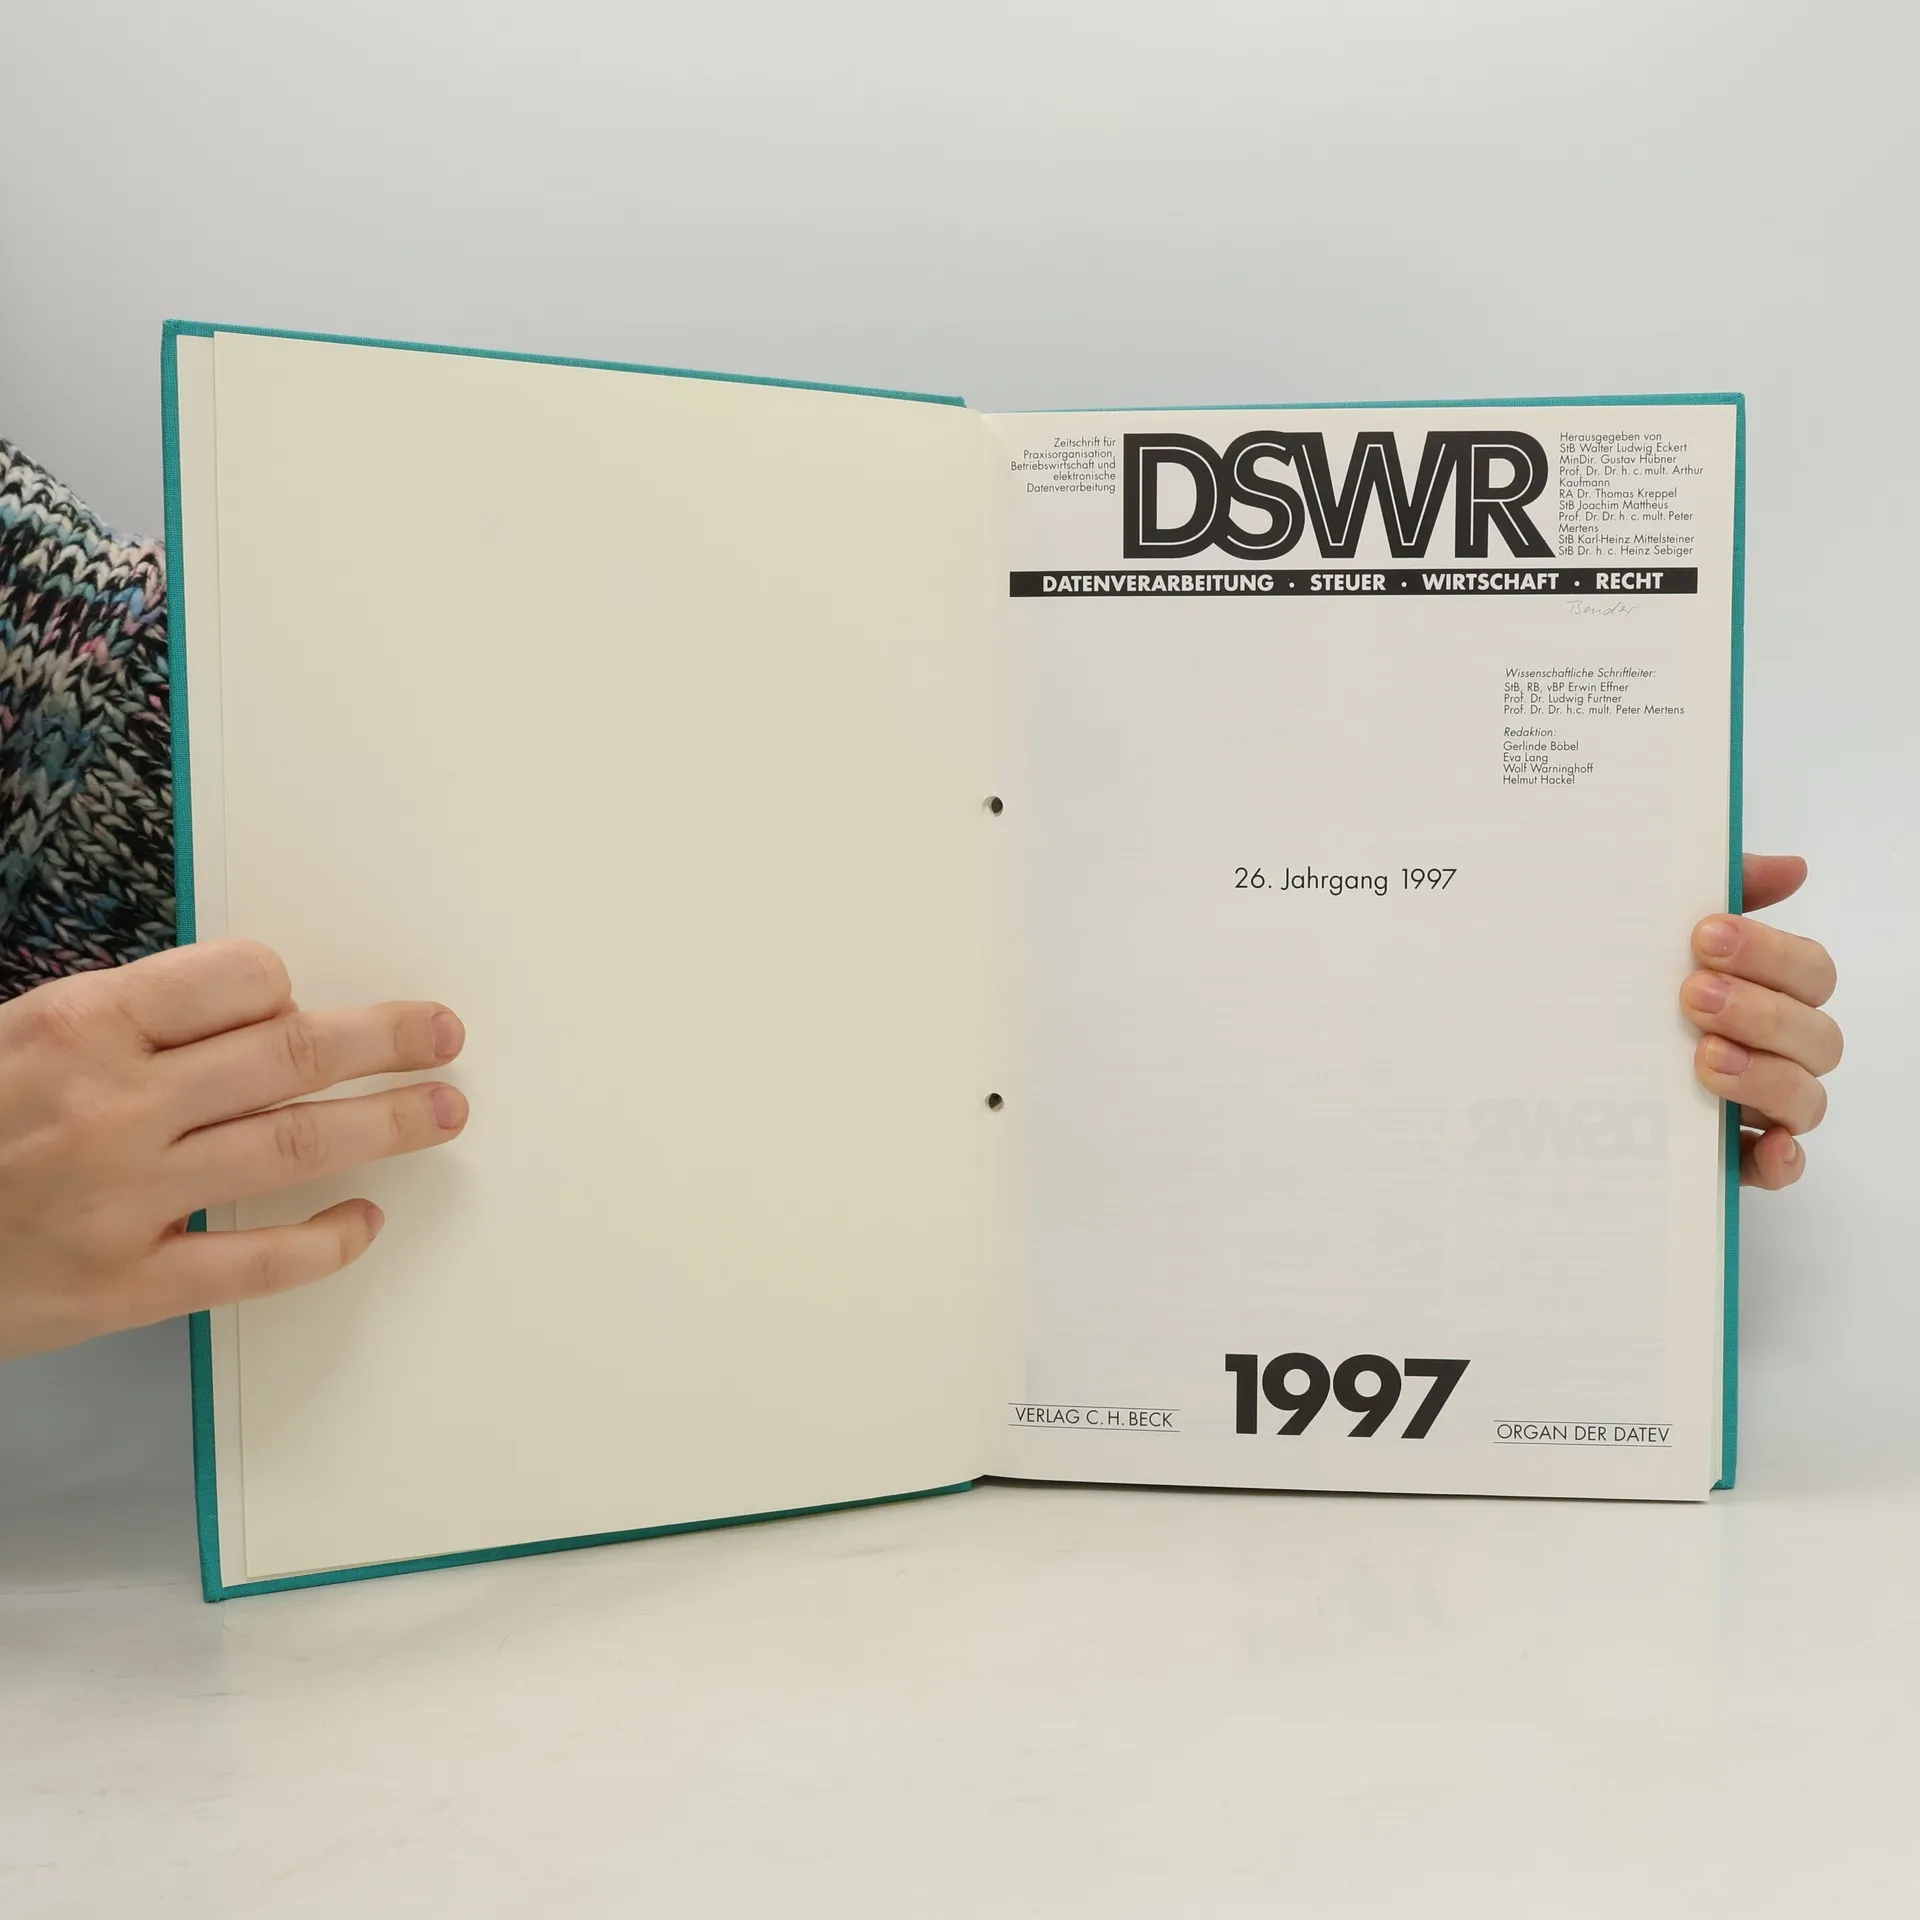 Zeitschrift für
Praxisorganisation,
Betriebswirtschaft und
elektronische
Datenverarbeitung
DSWR
Herausgegeben von
StB Walter Ludwig Eckert
MinDir. Gustav Hübner
Prof. Dr. Dr. h. c. mult. Arthur
Kaufmann
RA Dr. Thomas Kreppel
StB Joachim Mattheus
Prof. Dr. Dr. h. c. mult. Peter
Mertens
StB Karl-Heinz Mittelsteiner
StB Dr. h. c. Heinz Sebiger
DATENVERARBEITUNG · STEUER · WIRTSCHAFT · RECHT
Bender
Wissenschaftliche Schriftleiter:
StB, RB, vBP Erwin Effner
Prof. Dr. Ludwig Furtner
Prof. Dr. Dr. h.c. mult. Peter Mertens
Redaktion:
Gerlinde Böbel
Eva Lang
Wolf Warninghoff
Helmut Hackel
26. Jahrgang 1997
1997
VERLAG C. H. BECK
ORGAN DER DATEV